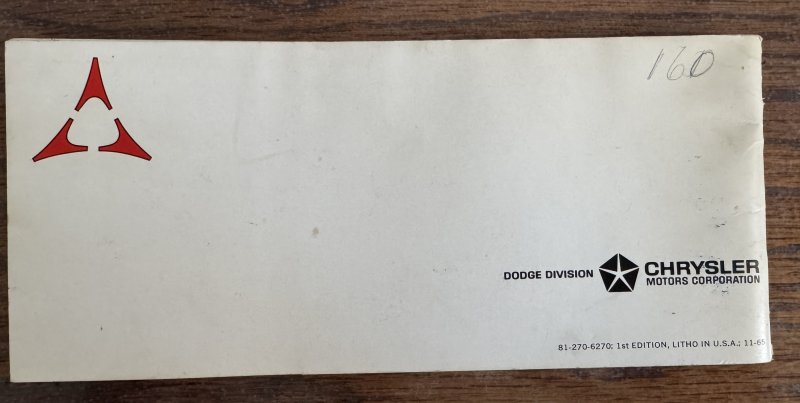 160
DODGE DIVISION
CHRYSLER
MOTORS CORPORATION
81-270-6270: 1st EDITION, LITHO IN U.S.A.; 11-65